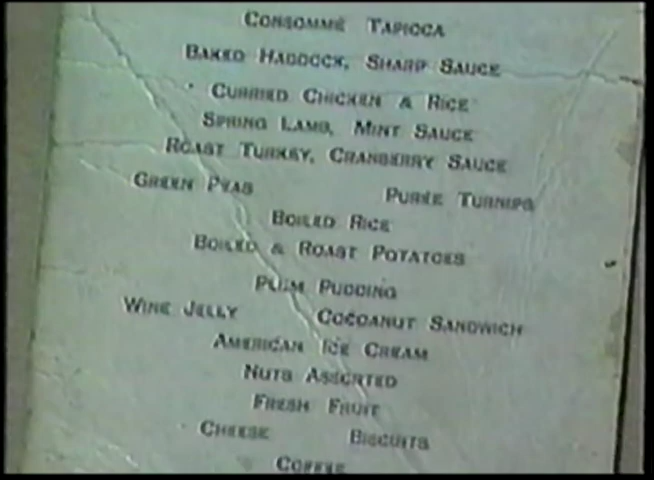 CONSOMMÉ TAPIOCA
BAKED HADDOCK, SHARP SAUCE
CURRIED CHICKEN & RICE
SPRING LAMB, MINT SAUCE
ROAST TURKEY, CRANBERRY SAUCE
GREEN PEAS PURÉE TURNIPS
BOILED RICE
BOILED & ROAST POTATOES
PLUM PUDDING
WINE JELLY COCOANUT SANDWICH
AMERICAN ICE CREAM
NUTS ASSORTED
FRESH FRUIT
CHEESE BISCUITS
COFFEE